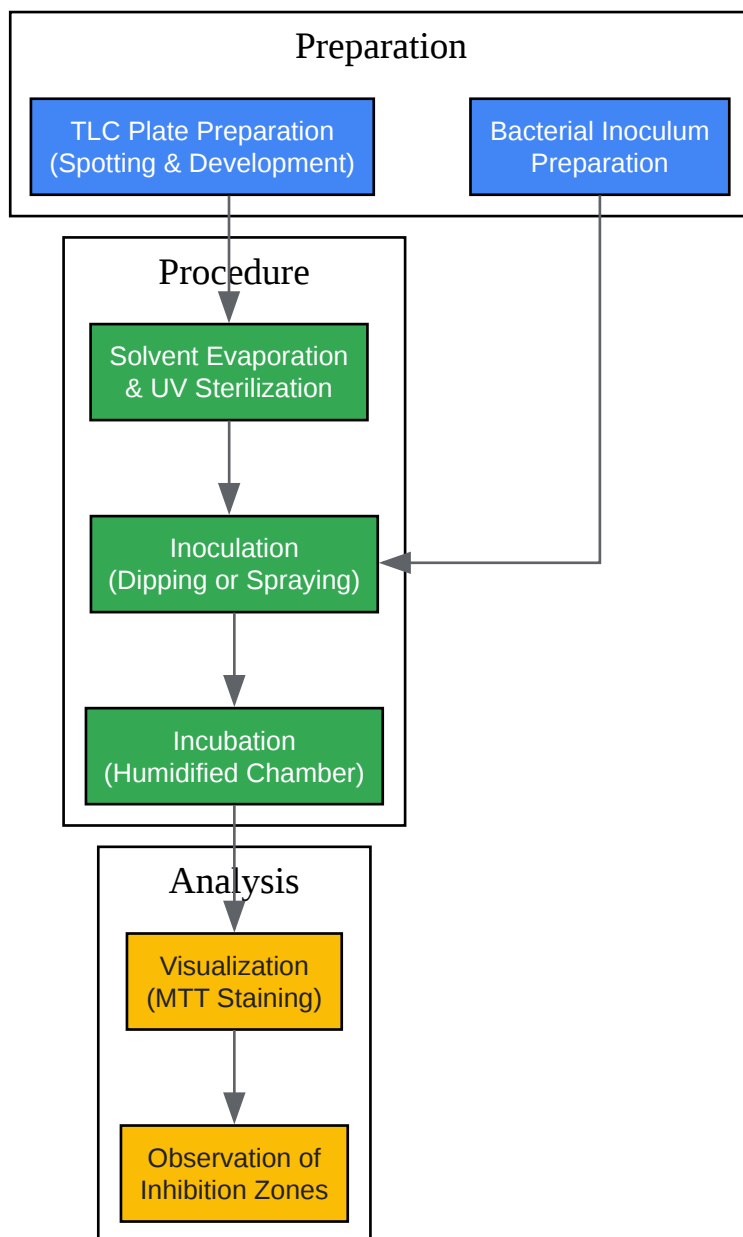 Preparation
TLC Plate Preparation
(Spotting & Development)
Bacterial Inoculum
Preparation
Procedure
Solvent Evaporation
& UV Sterilization
Inoculation
(Dipping or Spraying)
Incubation
(Humidified Chamber)
Analysis
Visualization
(MTT Staining)
Observation of
Inhibition Zones